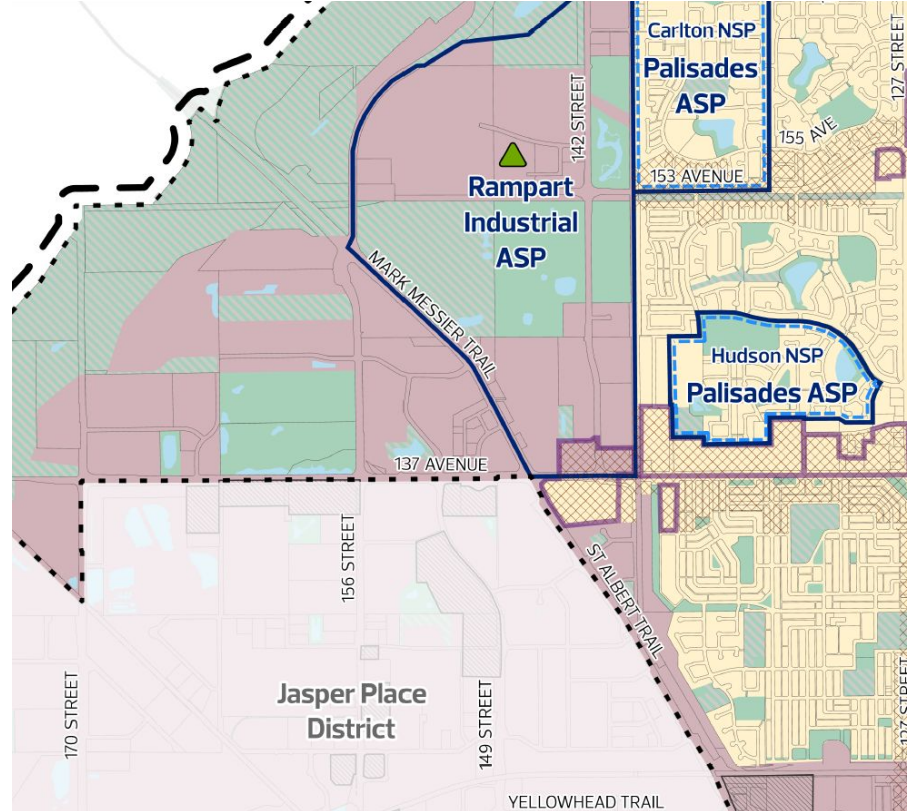 Carlton NSP
Palisades
ASP
127 STREET
142 STREET
155 AVE
153 AVENUE
Rampart
Industrial
ASP
MARK MESSIER TRAIL
Hudson NSP
Palisades ASP
137 AVENUE
156 STREET
ST ALBERT TRAIL
Jasper Place
District
170 STREET
149 STREET
127 STREET
YELLOWHEAD TRAIL